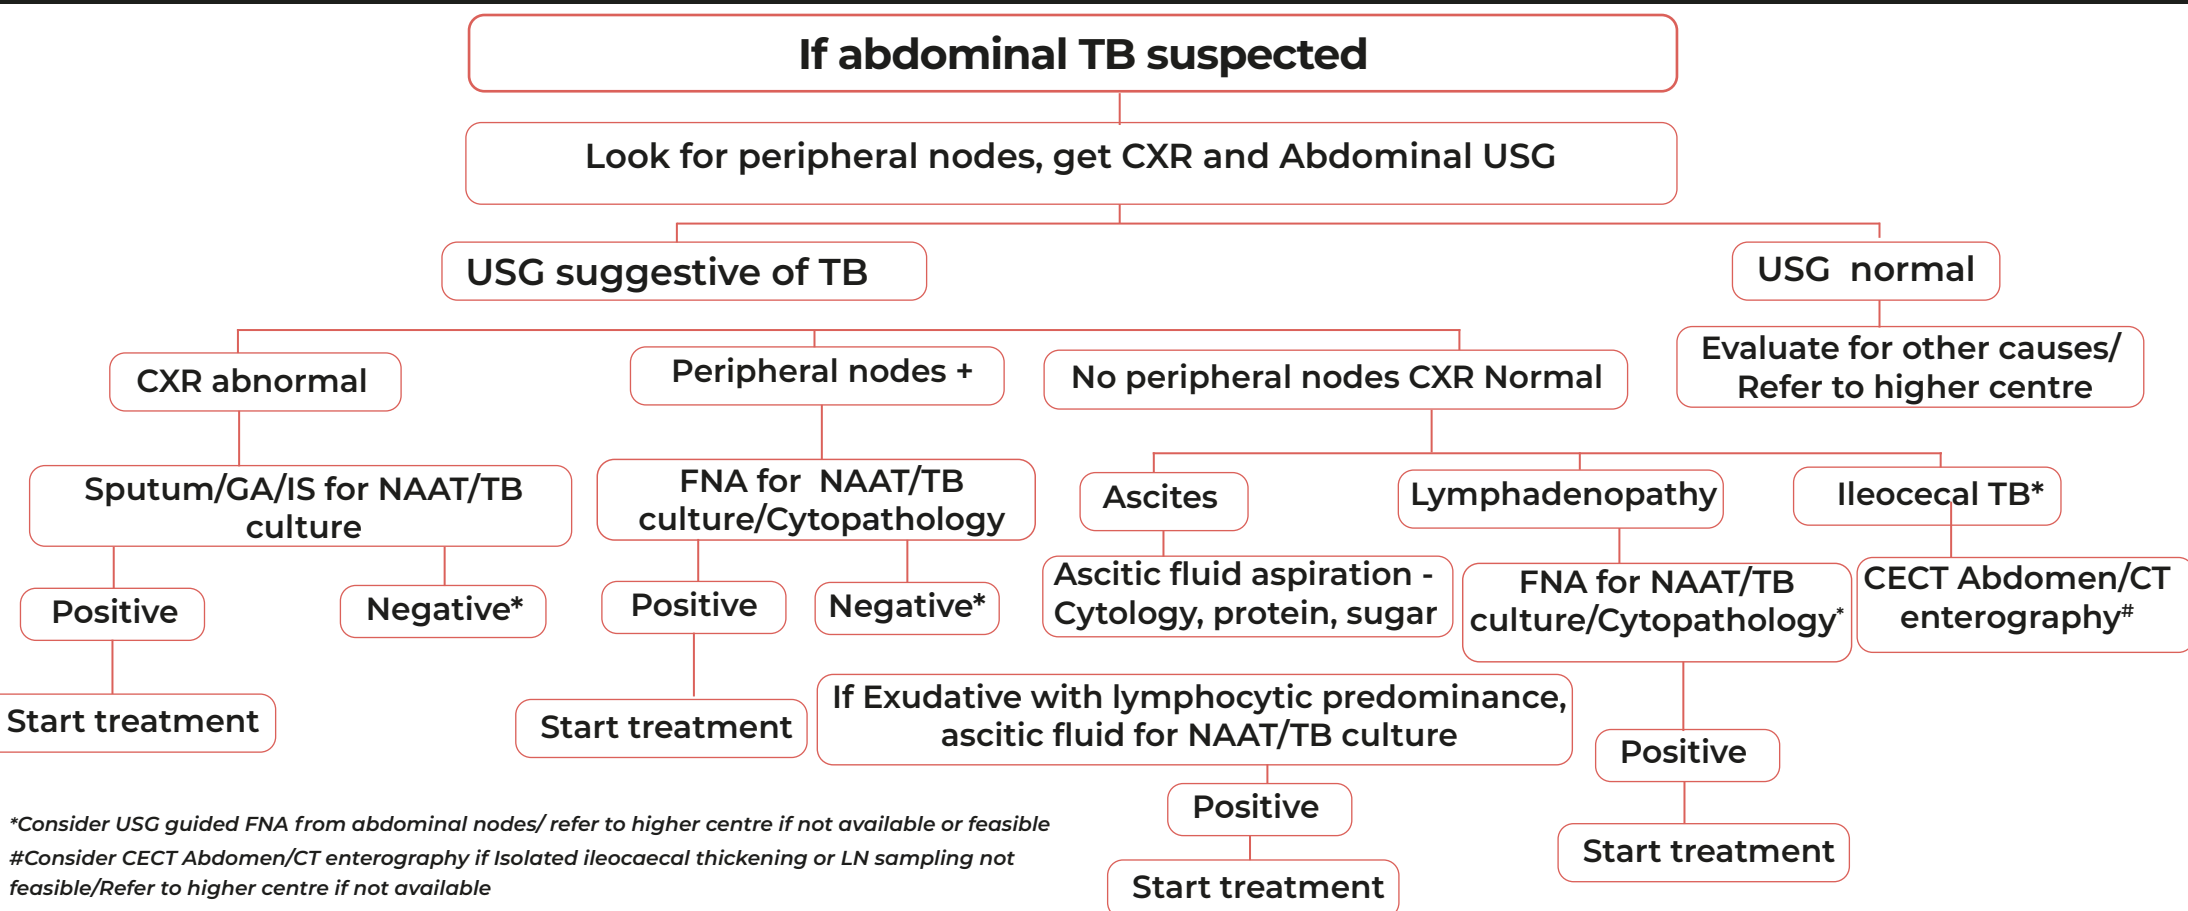 If abdominal TB suspected
Look for peripheral nodes, get CXR and Abdominal USG
USG suggestive of TB
USG normal
Evaluate for other causes/
Refer to higher centre
CXR abnormal
Peripheral nodes +
No peripheral nodes CXR Normal
Sputum/GA/IS for NAAT/TB
culture
FNA for NAAT/TB
culture/Cytopathology
Ascites
Lymphadenopathy
Ileocecal TB*
Positive
Negative*
Positive
Negative*
Ascitic fluid aspiration -
Cytology, protein, sugar
FNA for NAAT/TB
culture/Cytopathology*
CECT Abdomen/CT
enterography#
Start treatment
Start treatment
If Exudative with lymphocytic predominance,
ascitic fluid for NAAT/TB culture
Positive
Positive
Start treatment
Start treatment
*Consider USG guided FNA from abdominal nodes/ refer to higher centre if not available or feasible
#Consider CECT Abdomen/CT enterography if Isolated ileocaecal thickening or LN sampling not
feasible/Refer to higher centre if not available